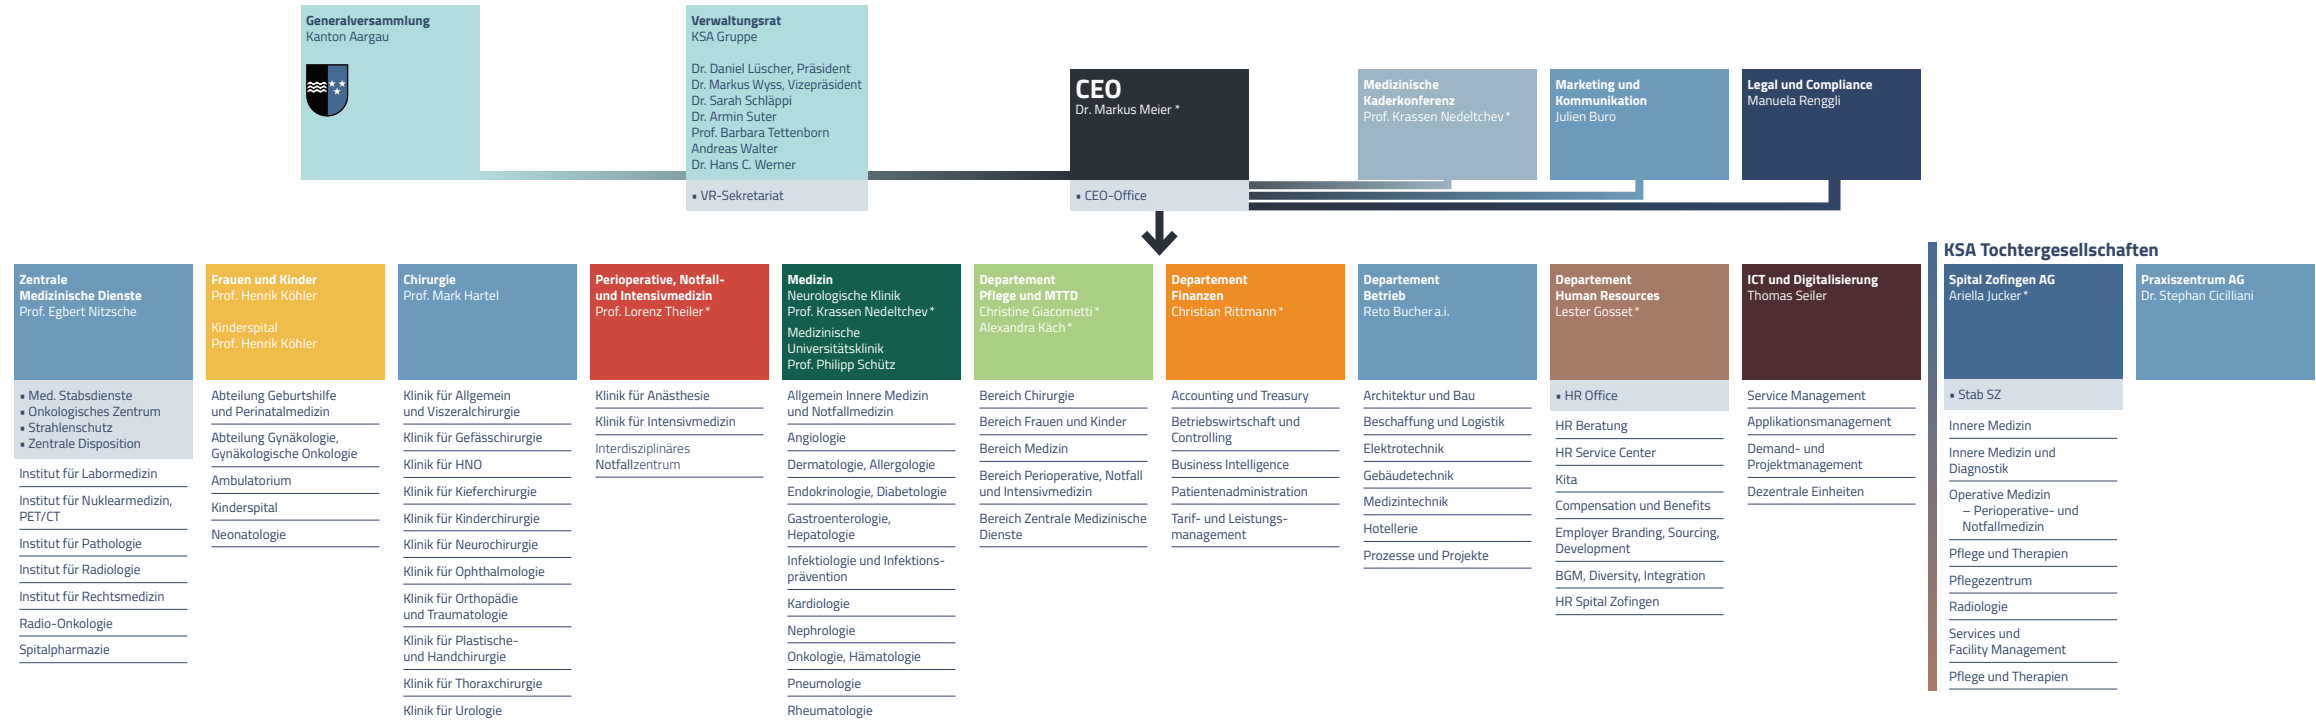 Generalversammlung
Kanton Aargau
Verwaltungsrat
KSA Gruppe
Dr. Daniel Lüscher, Präsident
Dr. Markus Wyss, Vizepräsident
Dr. Sarah Schläppi
Dr. Armin Suter
Prof. Barbara Tettenborn
Andreas Walter
Dr. Hans C. Werner
▪ VR-Sekretariat
CEO
Dr. Markus Meier *
▪ CEO-Office
Medizinische
Kaderkonferenz
Prof. Krassen Nedeltchev *
Marketing und
Kommunikation
Julien Buro
Legal und Compliance
Manuela Renggli
Zentrale
Medizinische Dienste
Prof. Egbert Nitzsche
▪ Med. Stabsdienste
▪ Onkologisches Zentrum
▪ Strahlenschutz
▪ Zentrale Disposition
Institut für Labormedizin
Institut für Nuklearmedizin,
PET/CT
Institut für Pathologie
Institut für Radiologie
Institut für Rechtsmedizin
Radio-Onkologie
Spitalpharmazie
Frauen und Kinder
Prof. Henrik Köhler
Kinderspital
Prof. Henrik Köhler
Abteilung Geburtshilfe
und Perinatalmedizin
Abteilung Gynäkologie,
Gynäkologische Onkologie
Ambulatorium
Kinderspital
Neonatologie
Chirurgie
Prof. Mark Hartel
Klinik für Allgemein
und Viszeralchirurgie
Klinik für Gefässchirurgie
Klinik für HNO
Klinik für Kieferchirurgie
Klinik für Kinderchirurgie
Klinik für Neurochirurgie
Klinik für Ophthalmologie
Klinik für Orthopädie
und Traumatologie
Klinik für Plastische-
und Handchirurgie
Klinik für Thoraxchirurgie
Klinik für Urologie
Perioperative, Notfall-
und Intensivmedizin
Prof. Lorenz Theiler *
Klinik für Anästhesie
Klinik für Intensivmedizin
Interdisziplinäres
Notfallzentrum
Medizin
Neurologische Klinik
Prof. Krassen Nedeltchev *
Medizinische
Universitätsklinik
Prof. Philipp Schütz
Allgemein Innere Medizin
und Notfallmedizin
Angiologie
Dermatologie, Allergologie
Endokrinologie, Diabetologie
Gastroenterologie,
Hepatologie
Infektiologie und Infektions-
prävention
Kardiologie
Nephrologie
Onkologie, Hämatologie
Pneumologie
Rheumatologie
Departement
Pflege und MTTD
Christine Giacometti *
Alexandra Käch *
Bereich Chirurgie
Bereich Frauen und Kinder
Bereich Medizin
Bereich Perioperative, Notfall
und Intensivmedizin
Bereich Zentrale Medizinische
Dienste
Departement
Finanzen
Christian Rittmann *
Accounting und Treasury
Betriebswirtschaft und
Controlling
Business Intelligence
Patientenadministration
Tarif- und Leistungs-
management
Departement
Betrieb
Reto Bucher a.i.
Architektur und Bau
Beschaffung und Logistik
Elektrotechnik
Gebäudetechnik
Medizintechnik
Hotellerie
Prozesse und Projekte
Departement
Human Resources
Lester Gosset *
▪ HR Office
HR Beratung
HR Service Center
Kita
Compensation und Benefits
Employer Branding, Sourcing,
Development
BGM, Diversity, Integration
HR Spital Zofingen
ICT und Digitalisierung
Thomas Seiler
Service Management
Applikationsmanagement
Demand- und
Projektmanagement
Dezentrale Einheiten
KSA Tochtergesellschaften
Spital Zofingen AG
Ariella Jucker *
▪ Stab SZ
Innere Medizin
Innere Medizin und
Diagnostik
Operative Medizin
– Perioperative- und
Notfallmedizin
Pflege und Therapien
Pflegezentrum
Radiologie
Services und
Facility Management
Pflege und Therapien
Praxiszentrum AG
Dr. Stephan Cicilliani